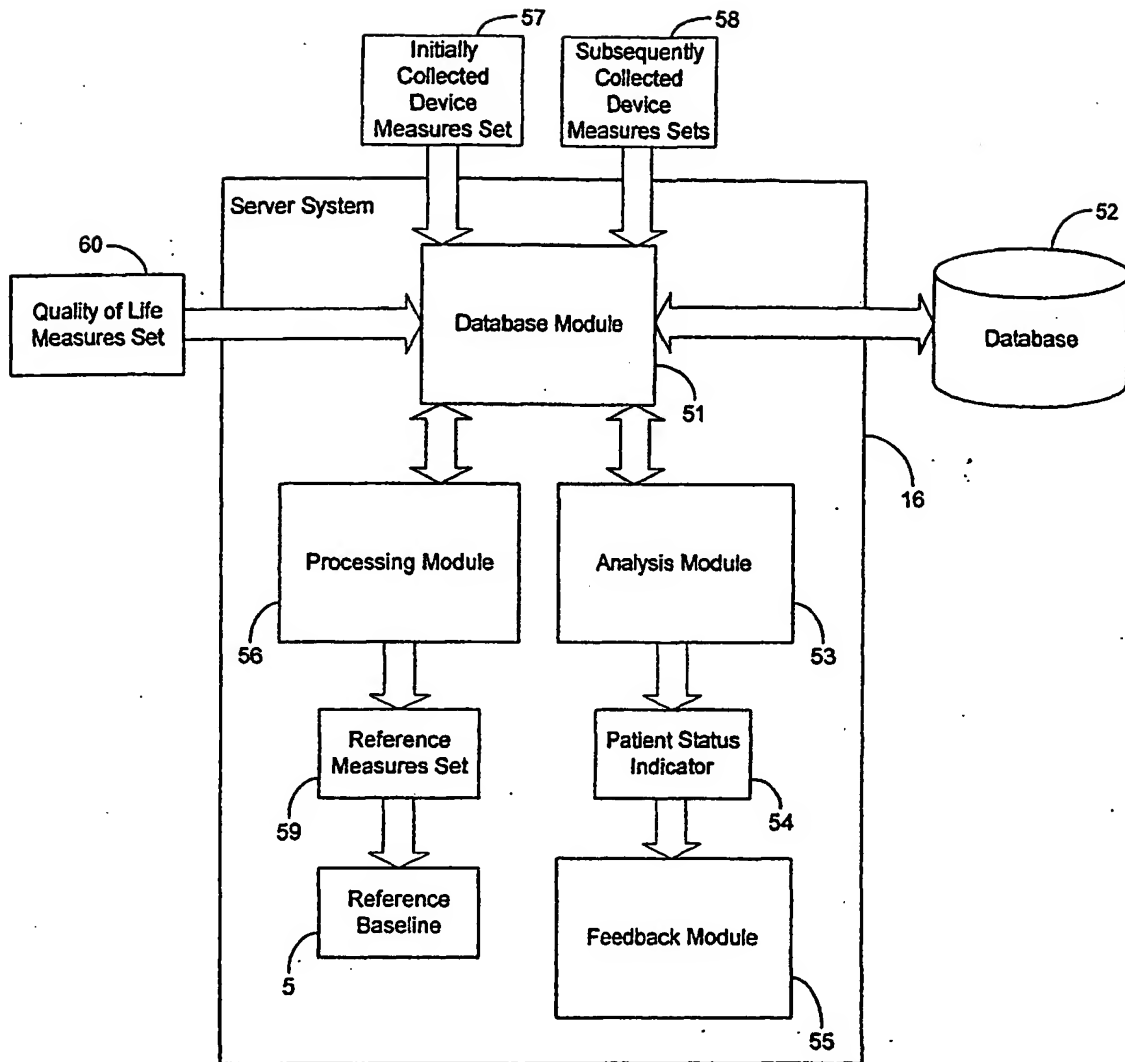 57
58
Initially
Collected
Device
Measures Set
Subsequently
Collected
Device
Measures Sets
Server System
60
52
Quality of Life
Measures Set
Database Module
Database
51
16
Processing Module
Analysis Module
56
53
Reference
Measures Set
Patient Status
Indicator
59
54
Reference
Baseline
Feedback Module
5
55